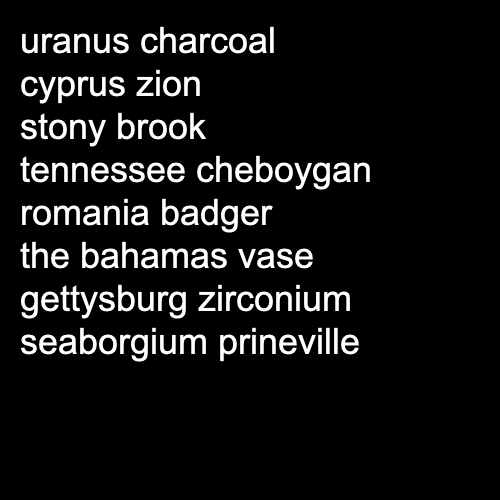 uranus charcoal
cyprus zion
stony brook
tennessee cheboygan
romania badger
the bahamas vase
gettysburg zirconium
seaborgium prineville